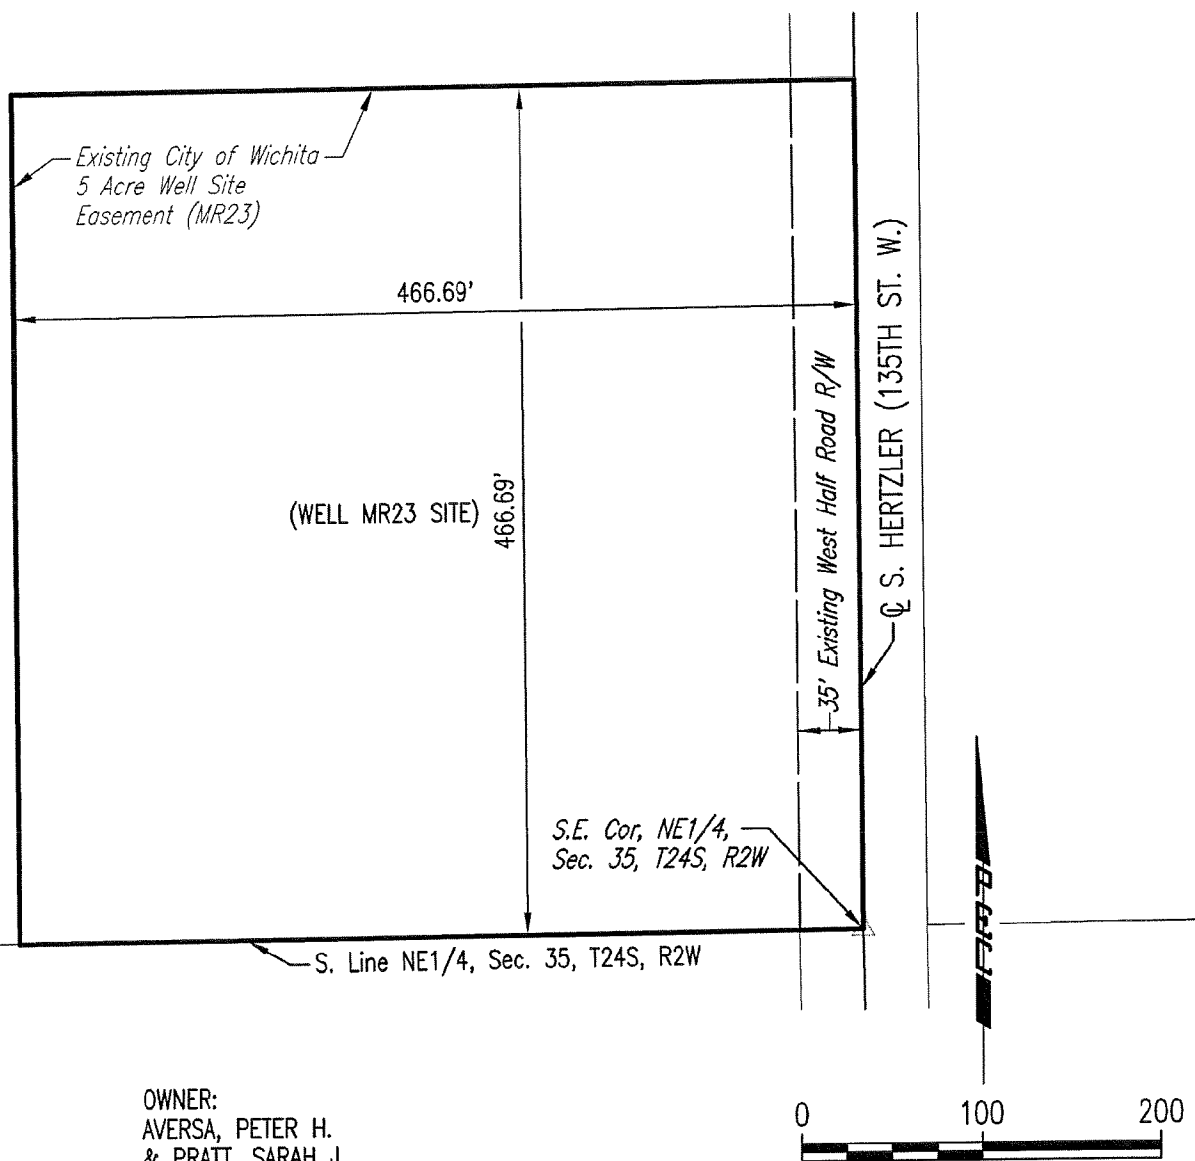 Existing City of Wichita
5 Acre Well Site
Easement (MR23)
466.69'
(WELL MR23 SITE)
466.69'
35' Existing West Half Road R/W
℄ S. HERTZLER (135TH ST. W.)
S.E. Cor, NE1/4,
Sec. 35, T24S, R2W
S. Line NE1/4, Sec. 35, T24S, R2W
OWNER:
AVERSA, PETER H.
& PRATT, SARAH J.
0 100 200